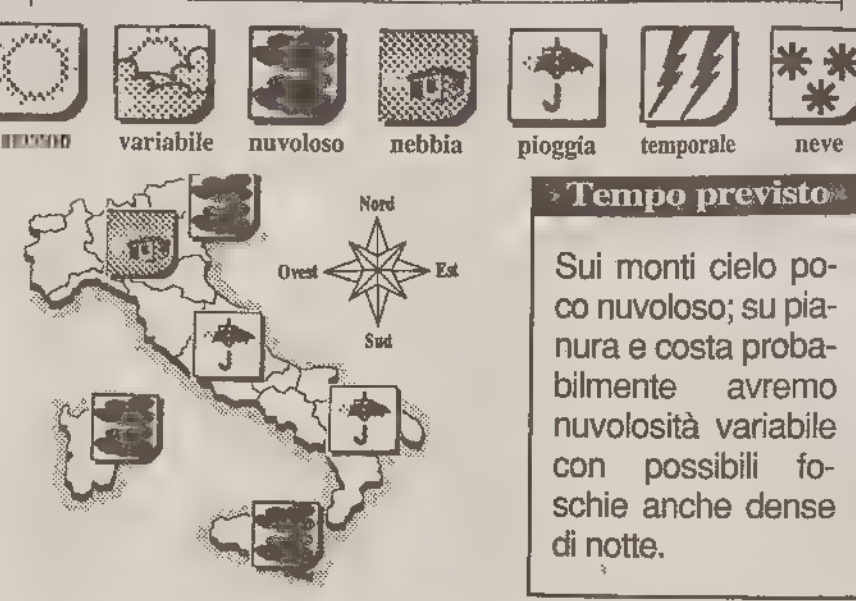 variabile nuvoloso nebbia pioggia temporale neve
Nord
Ovest Est
Sud
Tempo previsto
Sui monti cielo po-
co nuvoloso; su pia-
nura e costa proba-
bilmente avremo
nuvolosità variabile
con possibili fo-
schie anche dense
di notte.